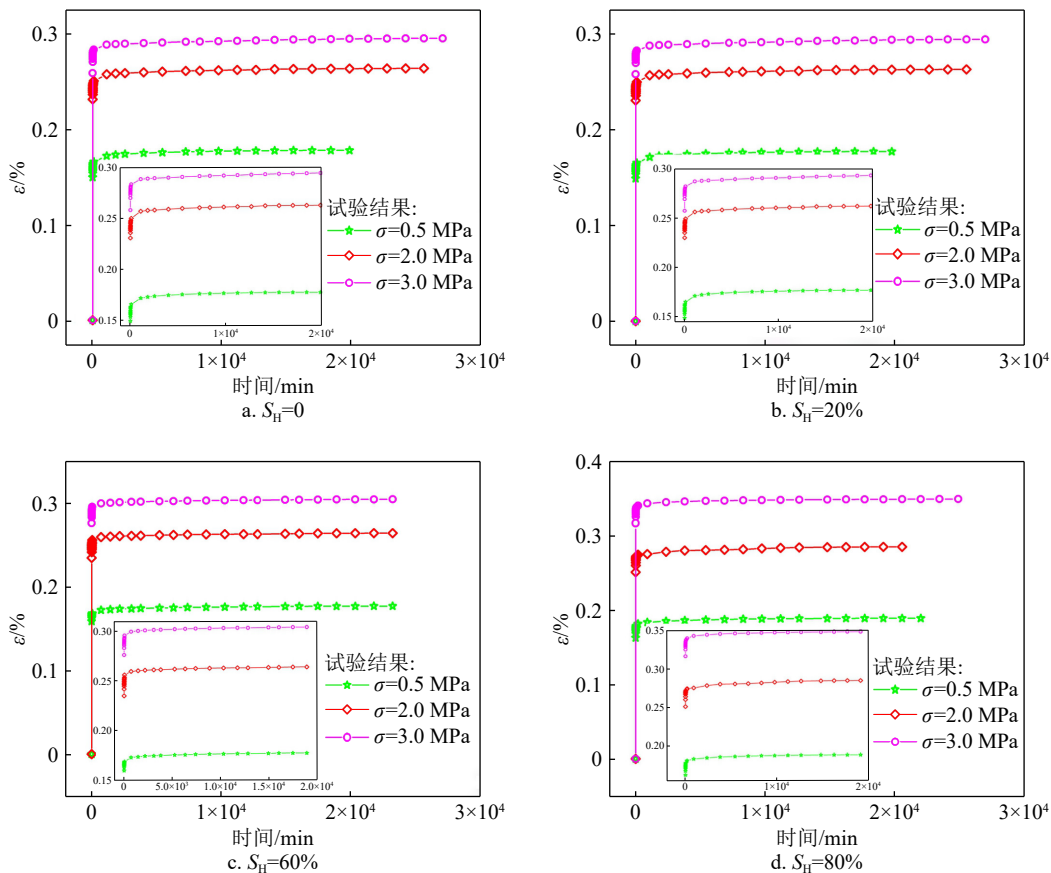 0.3
0.2
0.1
0
ε/%
0.30
0.25
0.20
0.15
0
1×10⁴
2×10⁴
试验结果:
σ=0.5 MPa
σ=2.0 MPa
σ=3.0 MPa
0
1×10⁴
2×10⁴
3×10⁴
时间/min
a. S_H=0
0.3
0.2
0.1
0
ε/%
0.30
0.25
0.20
0.15
0
1×10⁴
2×10⁴
试验结果:
σ=0.5 MPa
σ=2.0 MPa
σ=3.0 MPa
0
1×10⁴
2×10⁴
3×10⁴
时间/min
b. S_H=20%
0.3
0.2
0.1
0
ε/%
0.30
0.25
0.20
0.15
0
5.0×10³
1.0×10⁴
1.5×10⁴
1.9×10⁴
试验结果:
σ=0.5 MPa
σ=2.0 MPa
σ=3.0 MPa
0
1×10⁴
2×10⁴
3×10⁴
时间/min
c. S_H=60%
0.4
0.3
0.2
0.1
0
ε/%
0.35
0.30
0.25
0.20
0
1×10⁴
2×10⁴
试验结果:
σ=0.5 MPa
σ=2.0 MPa
σ=3.0 MPa
0
1×10⁴
2×10⁴
3×10⁴
时间/min
d. S_H=80%